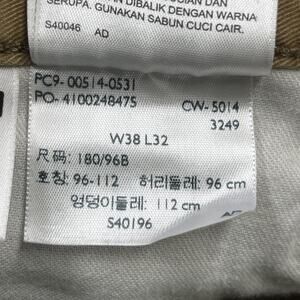 SERUPA. GUNAKAN SABUN CUCI CAIR.
S40046 AD
PC9-00514-0531
PO-4100248475 CW-5014
3249
W38 L32
尺码: 180/96B
호칭: 96-112 허리둘레: 96 cm
엉덩이둘레: 112 cm
S40196